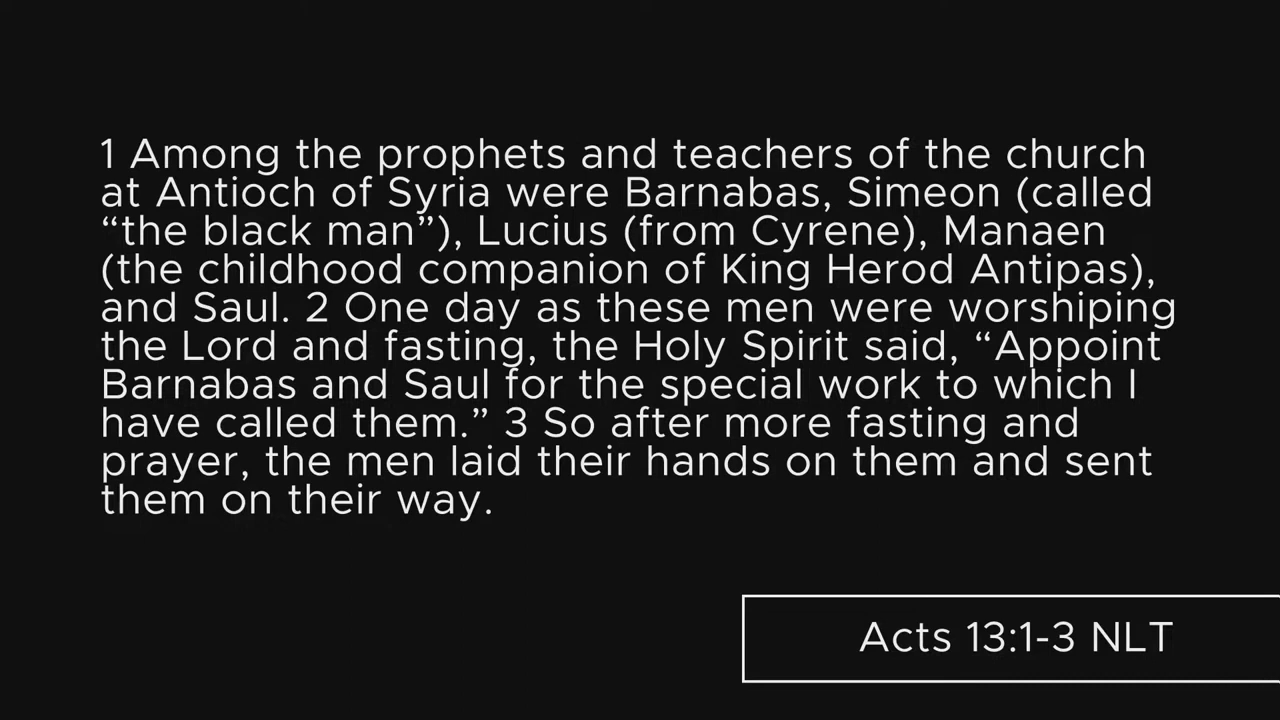 1 Among the prophets and teachers of the church
at Antioch of Syria were Barnabas, Simeon (called
“the black man”), Lucius (from Cyrene), Manaen
(the childhood companion of King Herod Antipas),
and Saul. 2 One day as these men were worshiping
the Lord and fasting, the Holy Spirit said, “Appoint
Barnabas and Saul for the special work to which I
have called them.” 3 So after more fasting and
prayer, the men laid their hands on them and sent
them on their way.
Acts 13:1-3 NLT